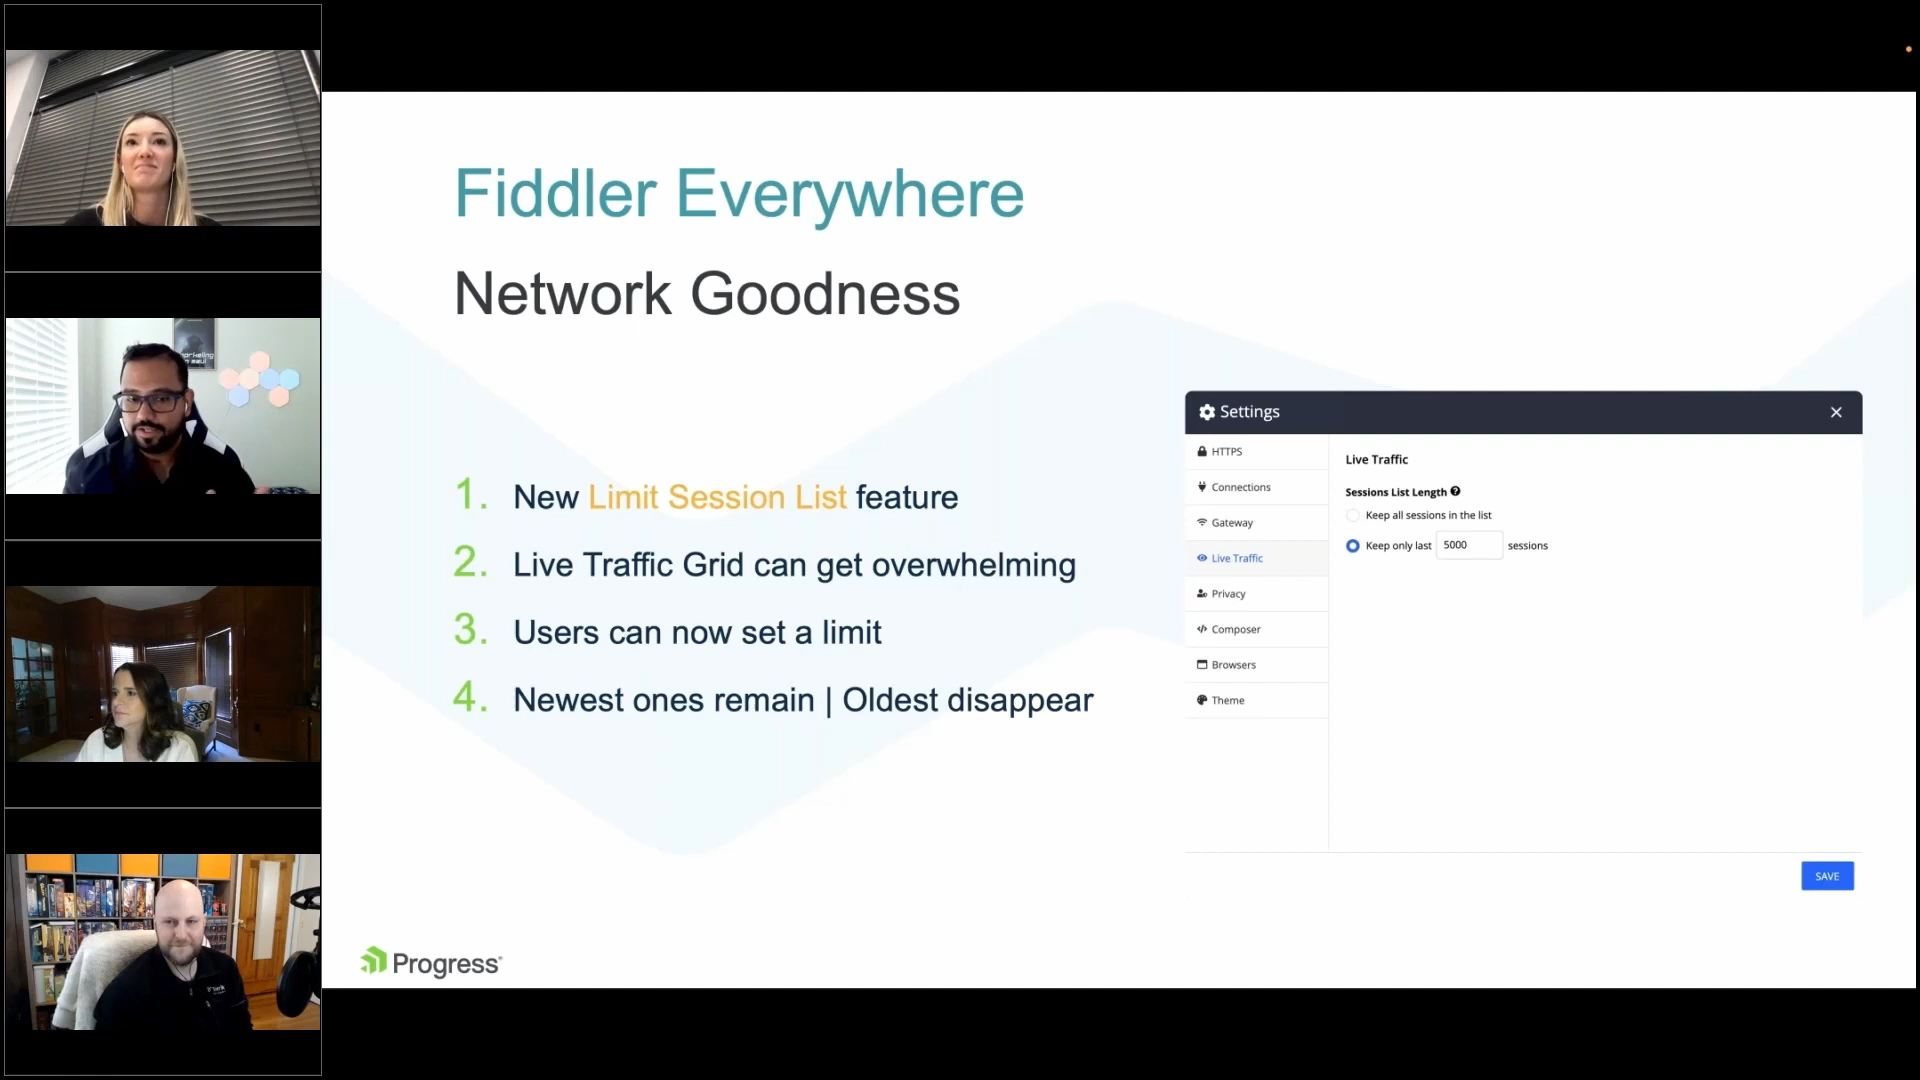 Fiddler Everywhere
Network Goodness
1. New Limit Session List feature
2. Live Traffic Grid can get overwhelming
3. Users can now set a limit
4. Newest ones remain | Oldest disappear
Settings
HTTPS
Connections
Gateway
Live Traffic
Privacy
Composer
Browsers
Theme
Live Traffic
Sessions List Length
Keep all sessions in the list
Keep only last 5000 sessions
SAVE
Progress